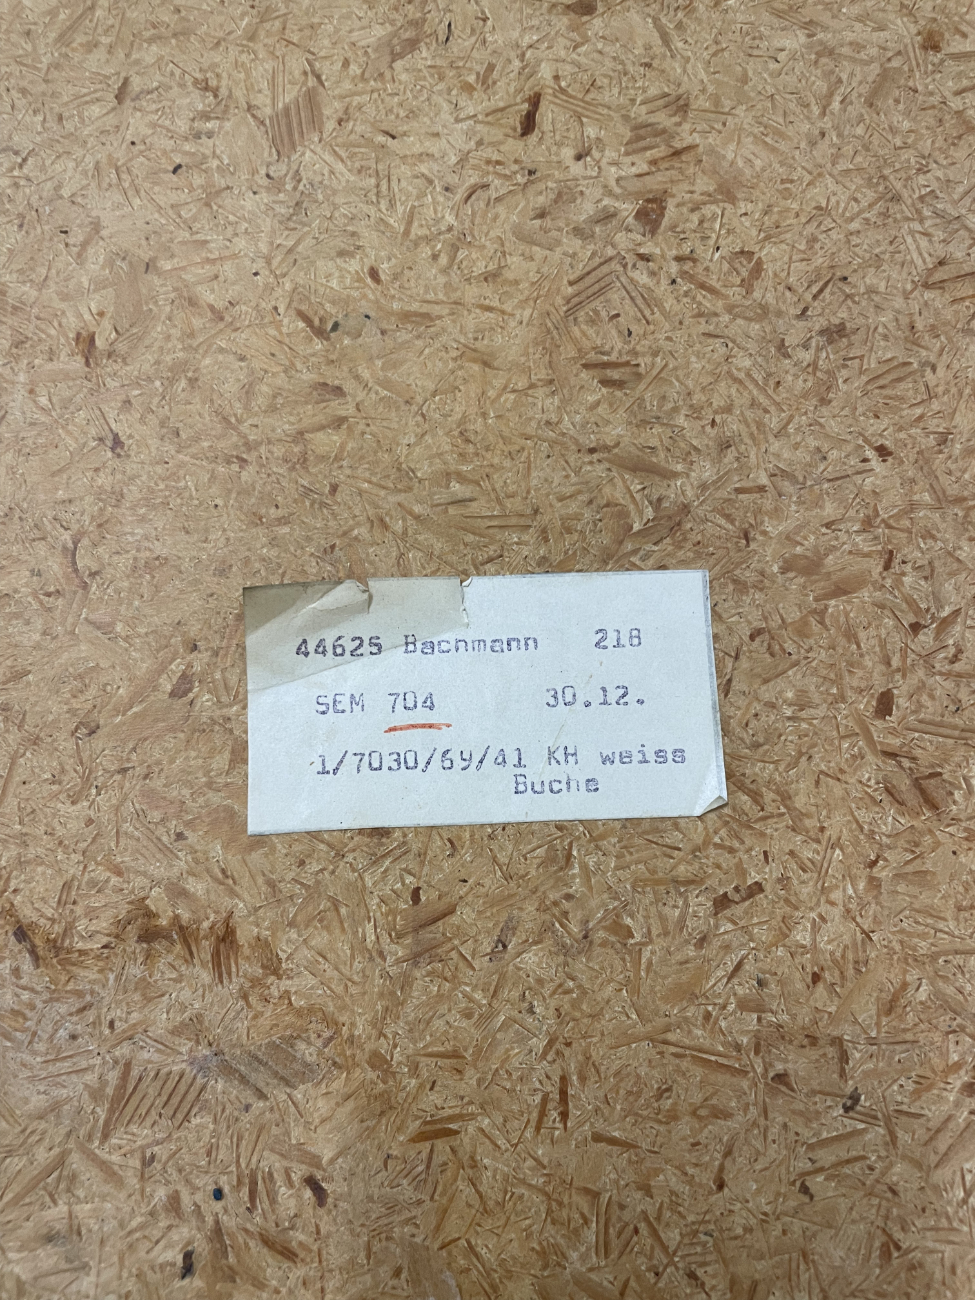 44625 Bachmann 218
SEM 704 30.12.
1/7030/69/41 KH weiss
Buche